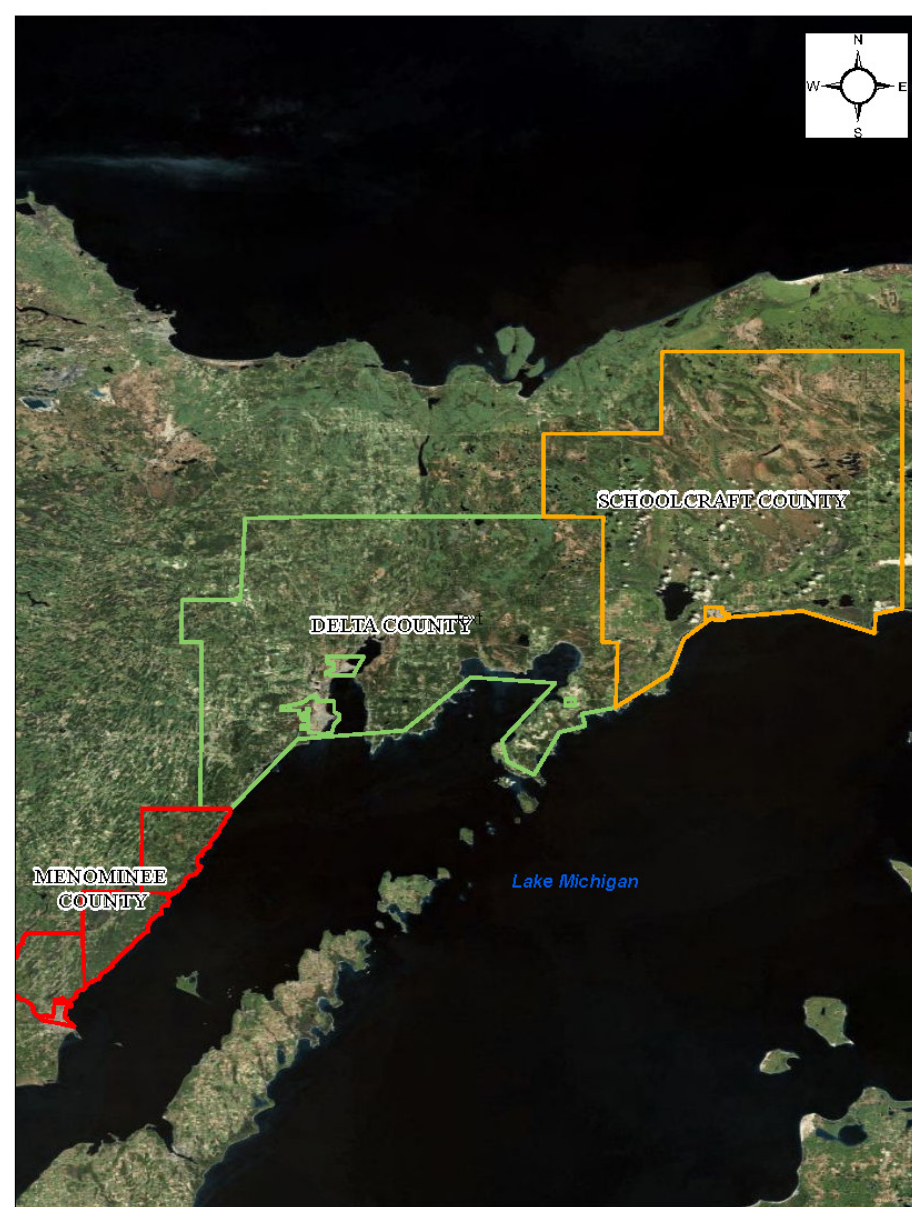 N
W E
S
SCHOOLCRAFT COUNTY
DELTA COUNTY
MENOMINEE
COUNTY
Lake Michigan